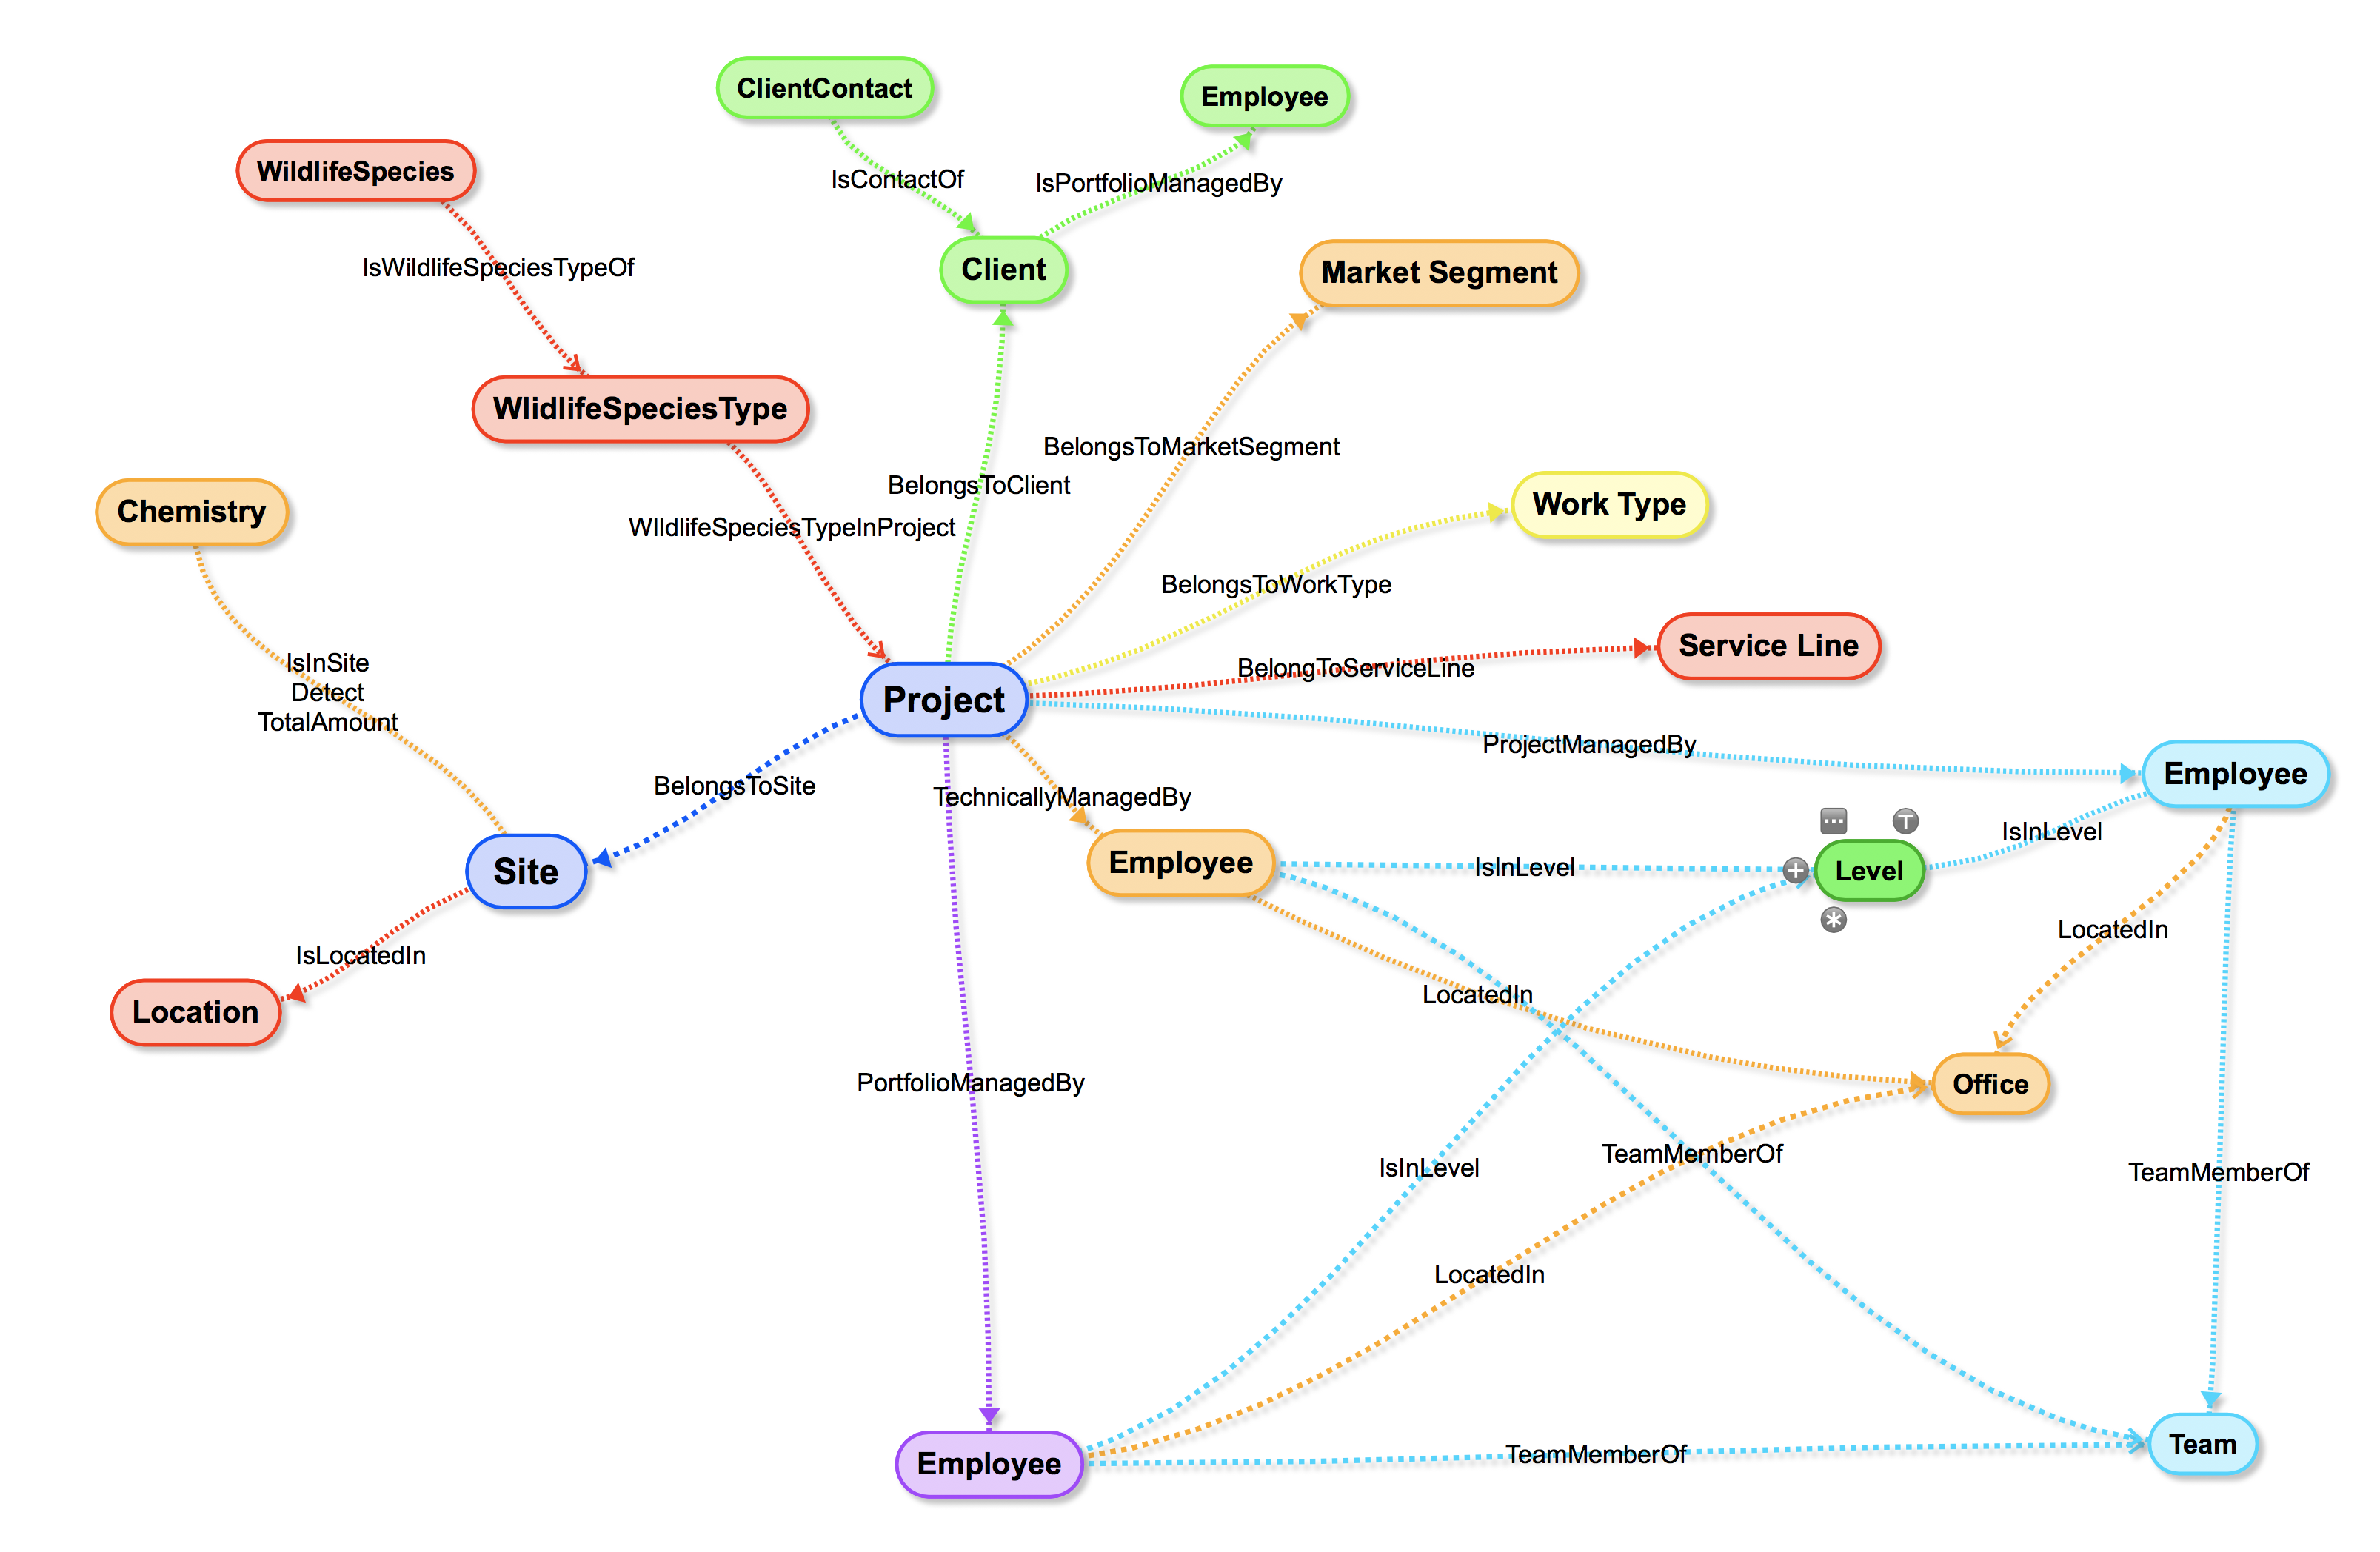 ClientContact
Employee
WildlifeSpecies
IsContactOf
IsPortfolioManagedBy
IsWildlifeSpeciesTypeOf
Client
Market Segment
WlidlifeSpeciesType
BelongsToMarketSegment
BelongsToClient
Work Type
Chemistry
WIldlifeSpeciesTypeInProject
BelongsToWorkType
Service Line
IsInSite
Detect
TotalAmount
BelongToServiceLine
Project
ProjectManagedBy
Employee
BelongsToSite
TechnicallyManagedBy
IsInLevel
Employee
IsInLevel
Level
Site
LocatedIn
IsLocatedIn
LocatedIn
Location
PortfolioManagedBy
Office
TeamMemberOf
IsInLevel
TeamMemberOf
LocatedIn
Team
TeamMemberOf
Employee